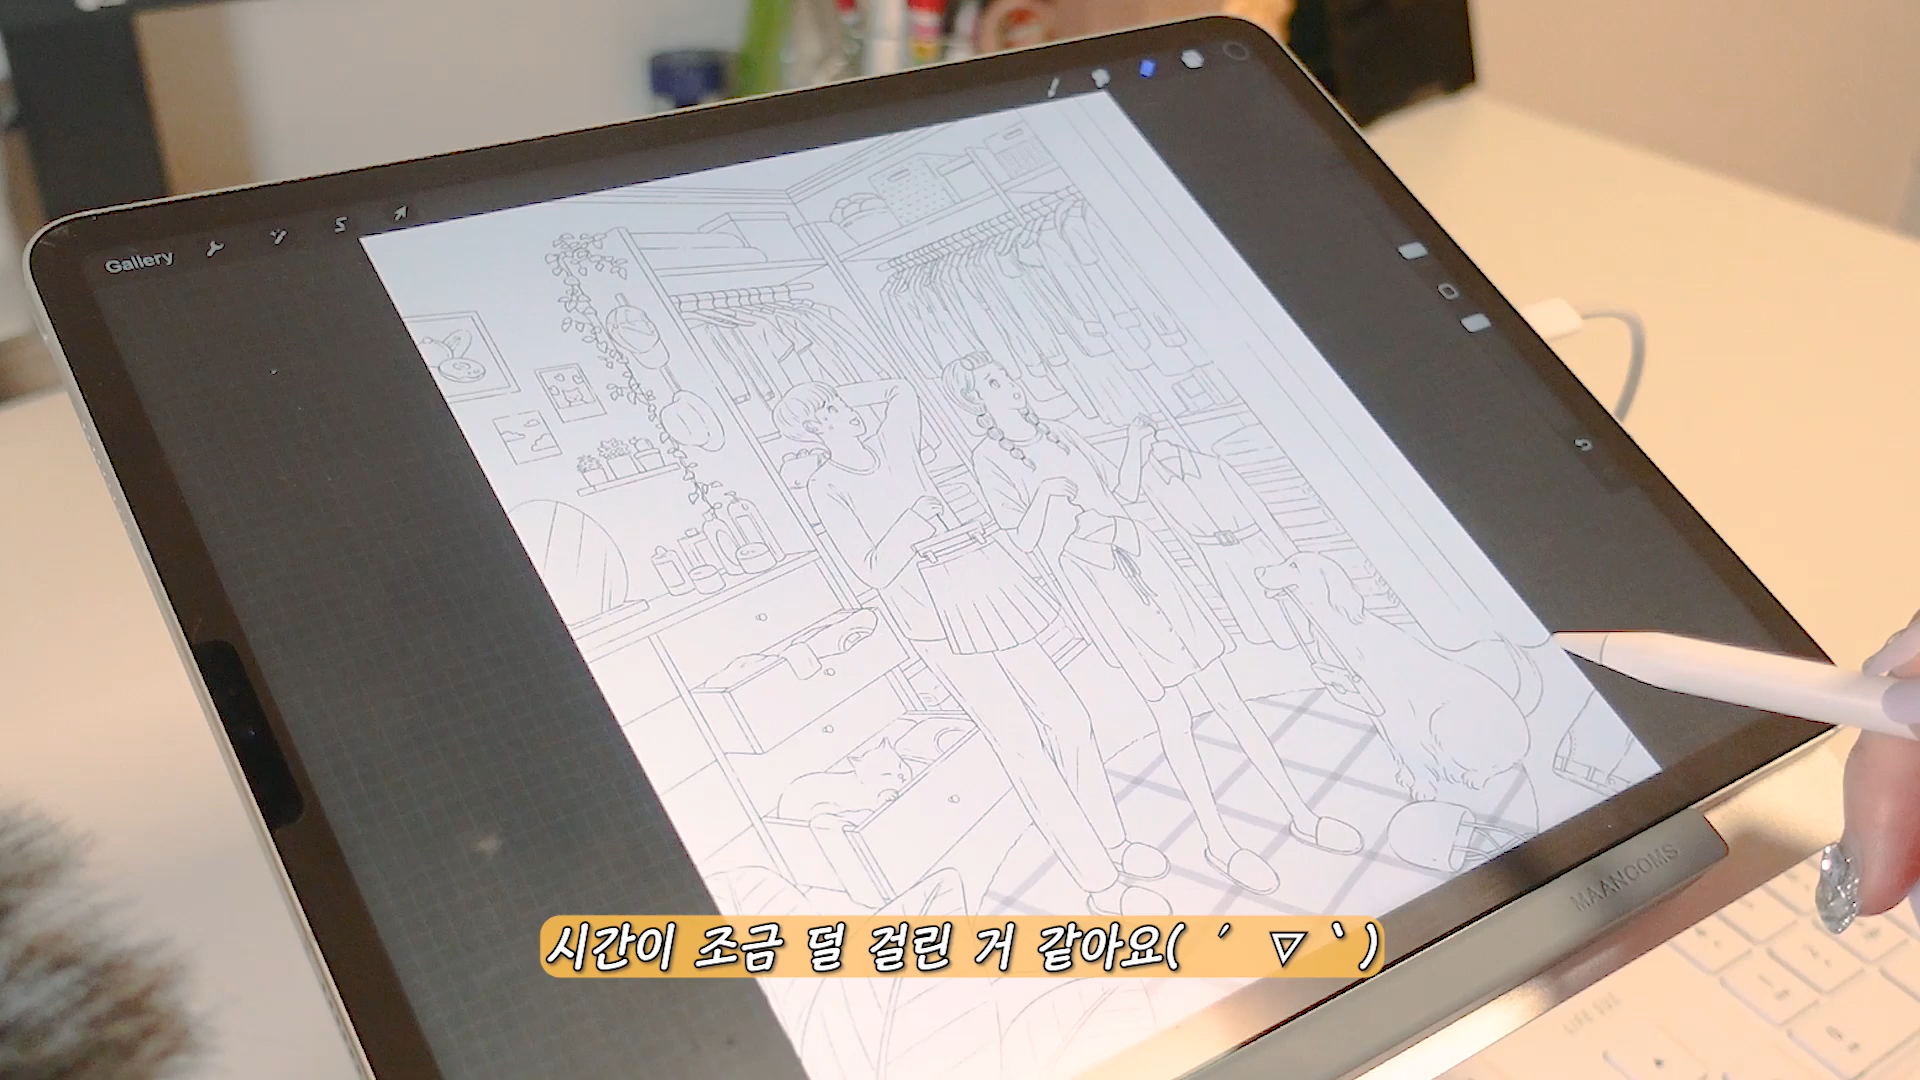 Gallery
MAANCOMS
시간이 조금 덜 걸린 거 같아요( ´ ▽ ` )